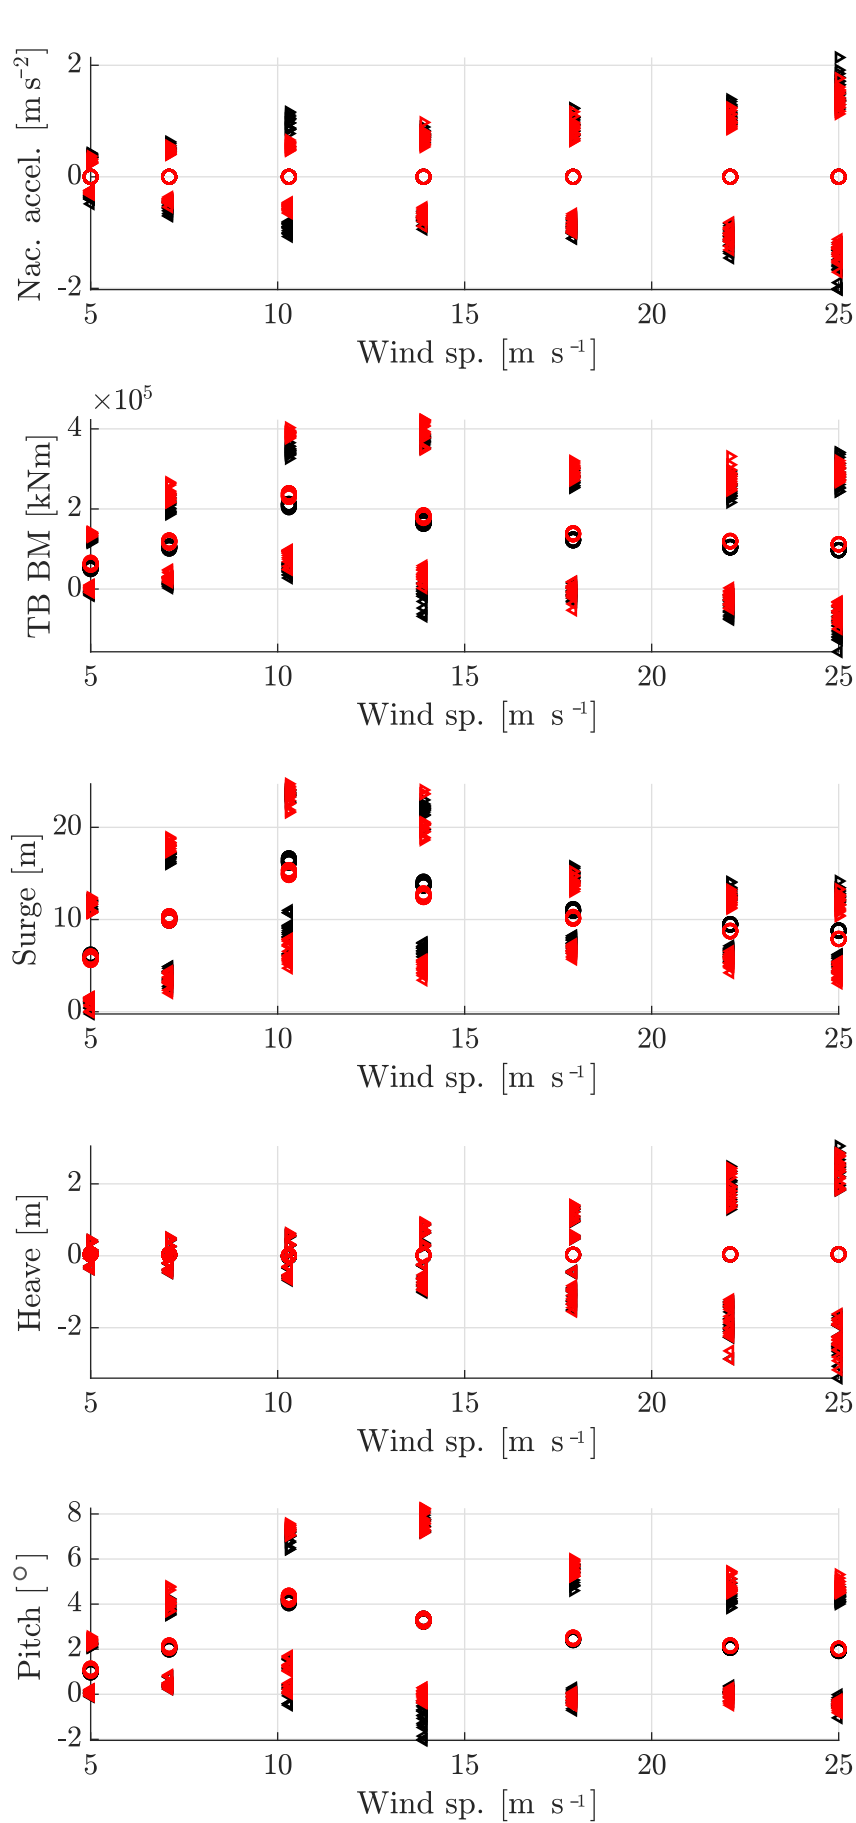 Nac. accel. [m s⁻²]
2
0
-2
5 10 15 20 25
Wind sp. [m s⁻¹]
×10⁵
TB BM [kNm]
4
2
0
5 10 15 20 25
Wind sp. [m s⁻¹]
Surge [m]
20
10
0
5 10 15 20 25
Wind sp. [m s⁻¹]
Heave [m]
2
0
-2
5 10 15 20 25
Wind sp. [m s⁻¹]
Pitch [°]
8
6
4
2
0
-2
5 10 15 20 25
Wind sp. [m s⁻¹]